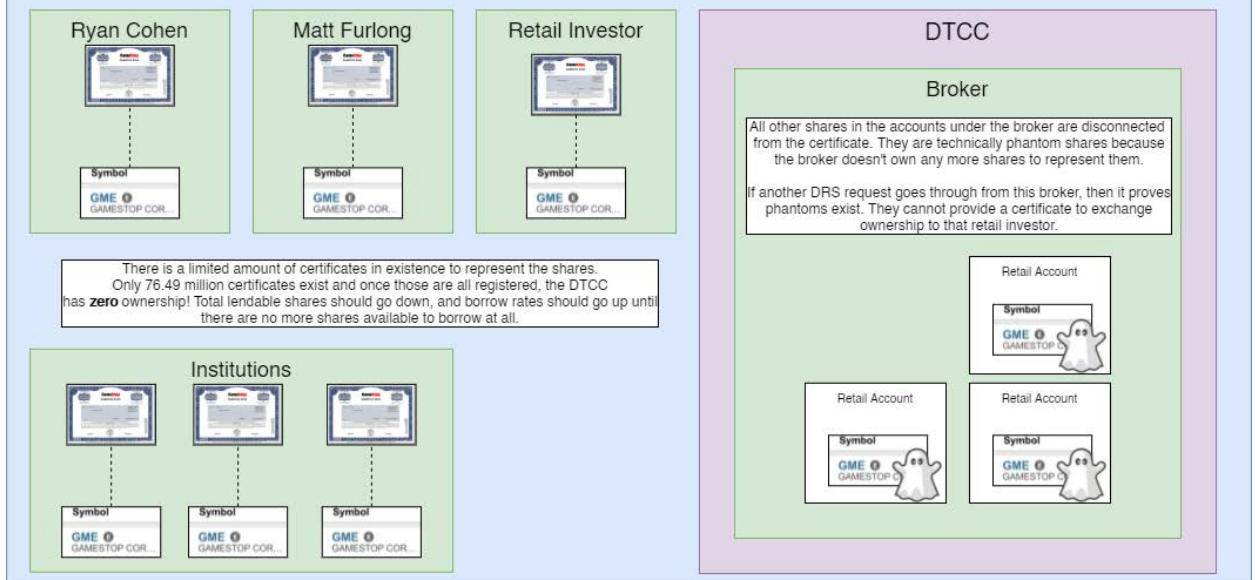 Ryan Cohen
Symbol
GME
GAMESTOP COR...
Matt Furlong
Symbol
GME
GAMESTOP COR...
Retail Investor
Symbol
GME
GAMESTOP COR...
There is a limited amount of certificates in existence to represent the shares.
Only 76.49 million certificates exist and once those are all registered, the DTCC
has zero ownership! Total lendable shares should go down, and borrow rates should go up until
there are no more shares available to borrow at all.
Institutions
Symbol
GME
GAMESTOP COR...
Symbol
GME
GAMESTOP COR...
Symbol
GME
GAMESTOP COR...
DTCC
Broker
All other shares in the accounts under the broker are disconnected
from the certificate. They are technically phantom shares because
the broker doesn't own any more shares to represent them.
If another DRS request goes through from this broker, then it proves
phantoms exist. They cannot provide a certificate to exchange
ownership to that retail investor.
Retail Account
Symbol
GME
GAMESTOP C
Retail Account
Symbol
GME
GAMESTOP C
Retail Account
Symbol
GME
GAMESTOP C